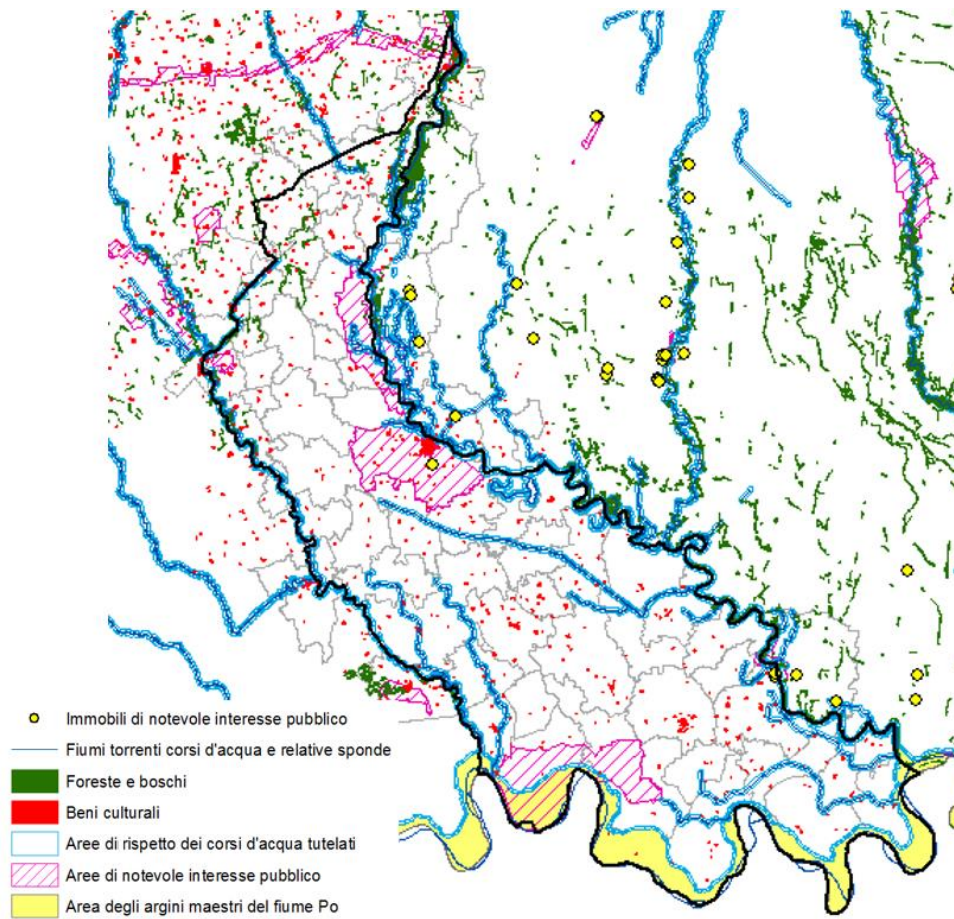 Immobili di notevole interesse pubblico
Fiumi torrenti corsi d'acqua e relative sponde
Foreste e boschi
Beni culturali
Aree di rispetto dei corsi d'acqua tutelati
Aree di notevole interesse pubblico
Area degli argini maestri del fiume Po